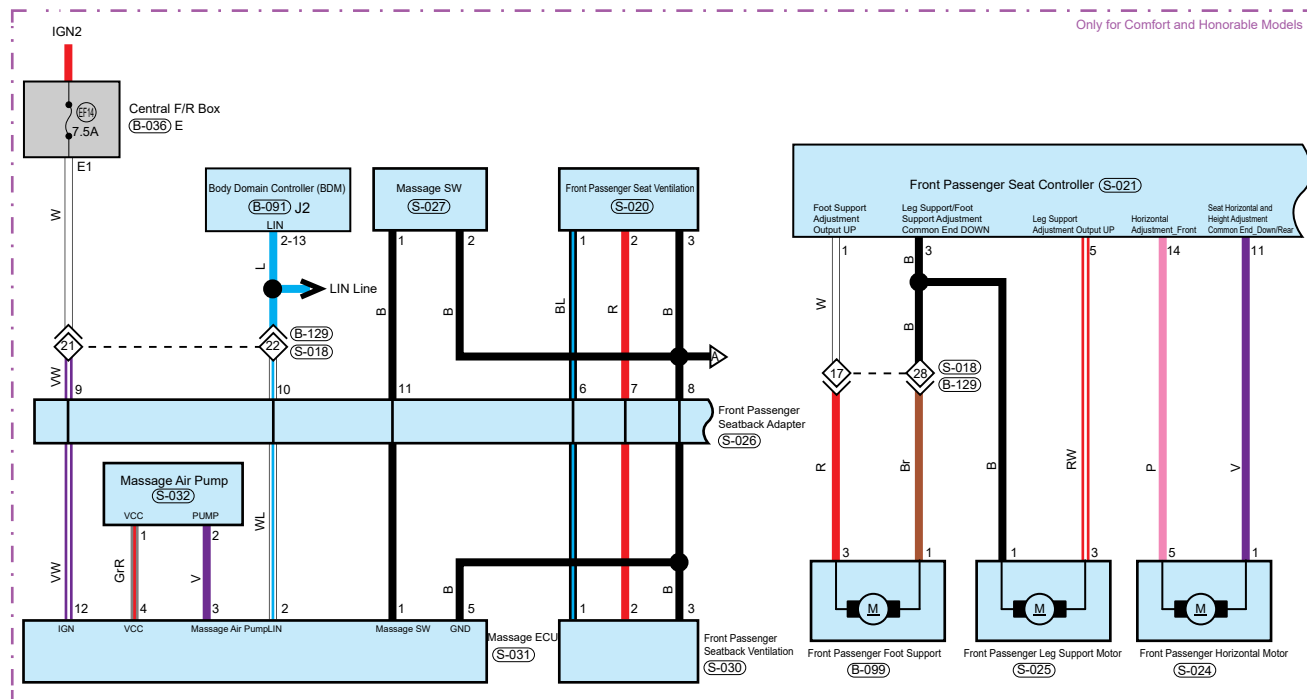 Only for Comfort and Honorable Models
IGN2
EF14
7.5A
Central F/R Box
B-036 E
E1
W
Body Domain Controller (BDM)
B-091 J2
LIN
2-13
L
LIN Line
Massage SW
S-027
1
2
Front Passenger Seat Ventilation
S-020
1
2
3
B
B
BL
R
B
A
21
22
B-129
S-018
VW
9
10
11
6
7
8
Front Passenger
Seatback Adapter
S-026
Massage Air Pump
S-032
VCC
PUMP
1
2
VW
GrR
V
WL
B
B
12
4
3
2
1
5
IGN
VCC
Massage Air Pump
LIN
Massage SW
GND
Massage ECU
S-031
1
2
3
Front Passenger
Seatback Ventilation
S-030
Front Passenger Seat Controller S-021
Foot Support
Adjustment
Output UP
Leg Support/Foot
Support Adjustment
Common End DOWN
Leg Support
Adjustment Output UP
Horizontal
Adjustment_Front
Seat Horizontal and
Height Adjustment
Common End_Down/Rear
1
3
5
14
11
W
B
B
17
28
S-018
B-129
R
Br
B
RW
P
V
3
1
1
3
5
1
M
M
M
Front Passenger Foot Support
B-099
Front Passenger Leg Support Motor
S-025
Front Passenger Horizontal Motor
S-024